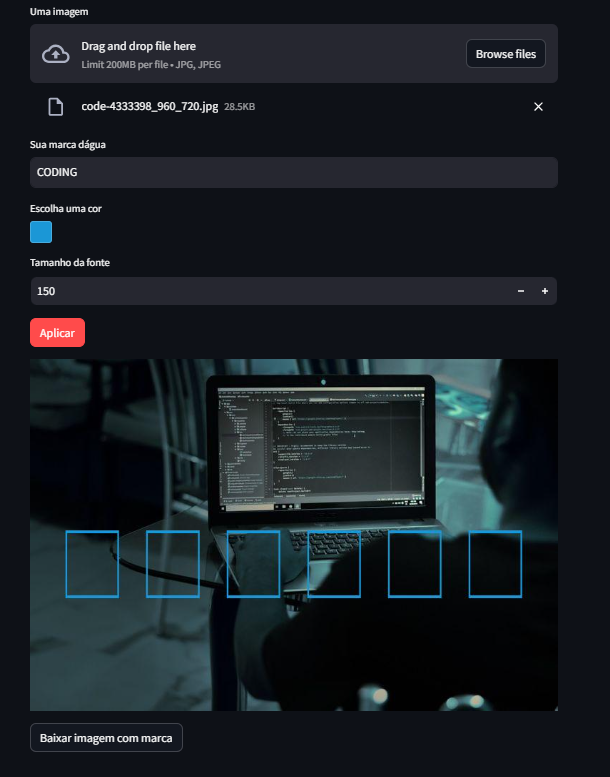 Uma imagem
Drag and drop file here
Limit 200MB per file • JPG, JPEG
Browse files
code-4333398_960_720.jpg 28.5KB
Sua marca dágua
CODING
Escolha uma cor
Tamanho da fonte
150
Aplicar
Baixar imagem com marca